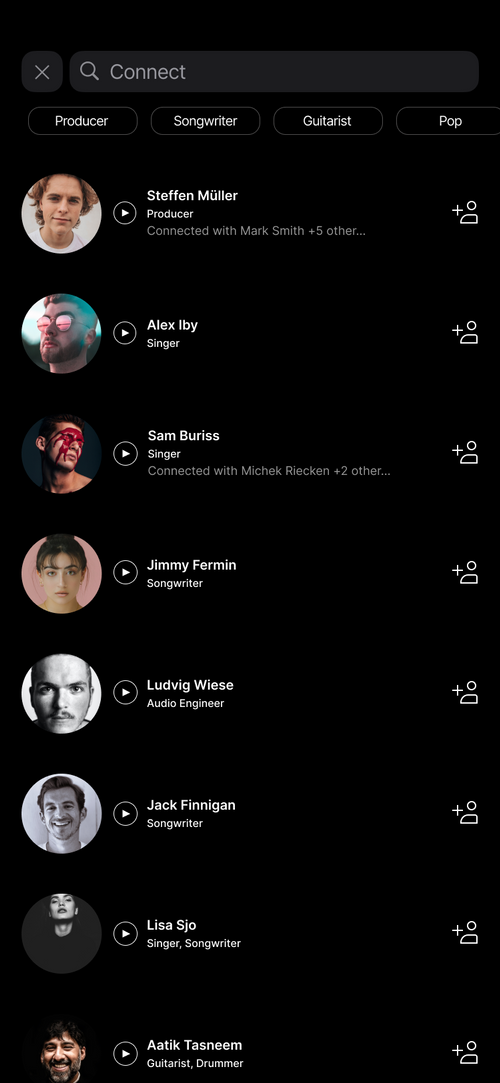 Connect
Producer
Songwriter
Guitarist
Pop
Steffen Müller
Producer
Connected with Mark Smith +5 other...
Alex Iby
Singer
Sam Buriss
Singer
Connected with Michek Riecken +2 other...
Jimmy Fermin
Songwriter
Ludvig Wiese
Audio Engineer
Jack Finnigan
Songwriter
Lisa Sjo
Singer, Songwriter
Aatik Tasneem
Guitarist, Drummer